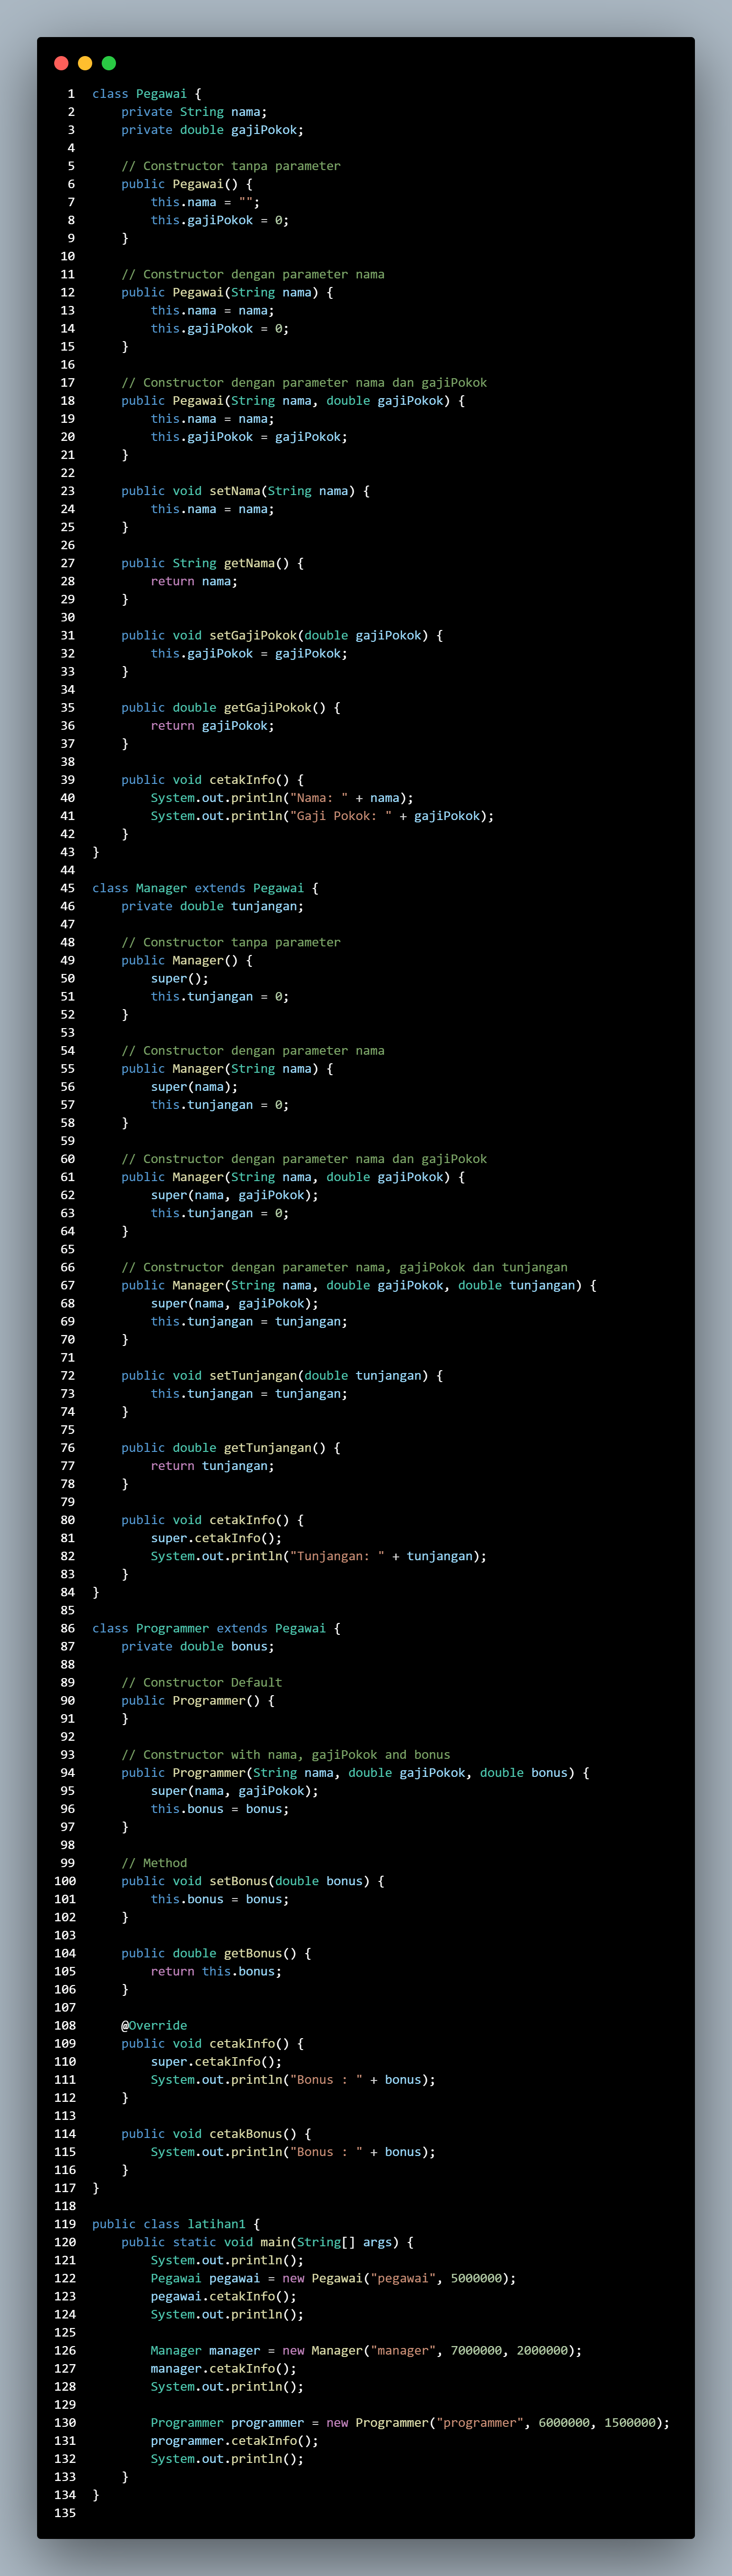 1 class Pegawai {
2     private String nama;
3     private double gajiPokok;
4
5     // Constructor tanpa parameter
6     public Pegawai() {
7         this.nama = "";
8         this.gajiPokok = 0;
9     }
10
11     // Constructor dengan parameter nama
12     public Pegawai(String nama) {
13         this.nama = nama;
14         this.gajiPokok = 0;
15     }
16
17     // Constructor dengan parameter nama dan gajiPokok
18     public Pegawai(String nama, double gajiPokok) {
19         this.nama = nama;
20         this.gajiPokok = gajiPokok;
21     }
22
23     public void setNama(String nama) {
24         this.nama = nama;
25     }
26
27     public String getNama() {
28         return nama;
29     }
30
31     public void setGajiPokok(double gajiPokok) {
32         this.gajiPokok = gajiPokok;
33     }
34
35     public double getGajiPokok() {
36         return gajiPokok;
37     }
38
39     public void cetakInfo() {
40         System.out.println("Nama: " + nama);
41         System.out.println("Gaji Pokok: " + gajiPokok);
42     }
43 }
44
45 class Manager extends Pegawai {
46     private double tunjangan;
47
48     // Constructor tanpa parameter
49     public Manager() {
50         super();
51         this.tunjangan = 0;
52     }
53
54     // Constructor dengan parameter nama
55     public Manager(String nama) {
56         super(nama);
57         this.tunjangan = 0;
58     }
59
60     // Constructor dengan parameter nama dan gajiPokok
61     public Manager(String nama, double gajiPokok) {
62         super(nama, gajiPokok);
63         this.tunjangan = 0;
64     }
65
66     // Constructor dengan parameter nama, gajiPokok dan tunjangan
67     public Manager(String nama, double gajiPokok, double tunjangan) {
68         super(nama, gajiPokok);
69         this.tunjangan = tunjangan;
70     }
71
72     public void setTunjangan(double tunjangan) {
73         this.tunjangan = tunjangan;
74     }
75
76     public double getTunjangan() {
77         return tunjangan;
78     }
79
80     public void cetakInfo() {
81         super.cetakInfo();
82         System.out.println("Tunjangan: " + tunjangan);
83     }
84 }
85
86 class Programmer extends Pegawai {
87     private double bonus;
88
89     // Constructor Default
90     public Programmer() {
91     }
92
93     // Constructor with nama, gajiPokok and bonus
94     public Programmer(String nama, double gajiPokok, double bonus) {
95         super(nama, gajiPokok);
96         this.bonus = bonus;
97     }
98
99     // Method
100     public void setBonus(double bonus) {
101         this.bonus = bonus;
102     }
103
104     public double getBonus() {
105         return this.bonus;
106     }
107
108     @Override
109     public void cetakInfo() {
110         super.cetakInfo();
111         System.out.println("Bonus : " + bonus);
112     }
113
114     public void cetakBonus() {
115         System.out.println("Bonus : " + bonus);
116     }
117 }
118
119 public class latihan1 {
120     public static void main(String[] args) {
121         System.out.println();
122         Pegawai pegawai = new Pegawai("pegawai", 5000000);
123         pegawai.cetakInfo();
124         System.out.println();
125
126         Manager manager = new Manager("manager", 7000000, 2000000);
127         manager.cetakInfo();
128         System.out.println();
129
130         Programmer programmer = new Programmer("programmer", 6000000, 1500000);
131         programmer.cetakInfo();
132         System.out.println();
133     }
134 }
135